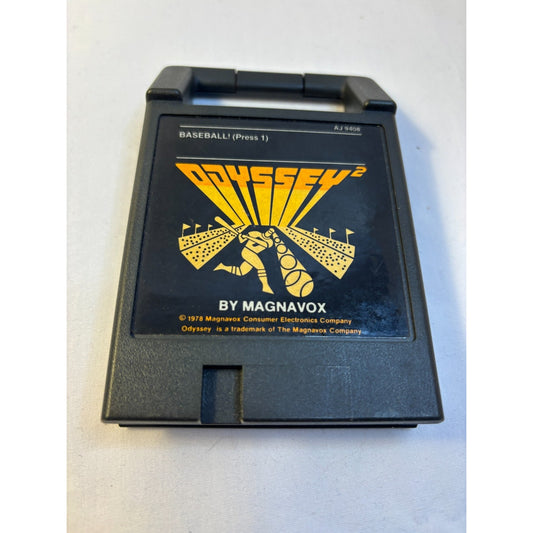 AJ 9406
BASEBALL! (Press 1)
ODYSSEY²
BY MAGNAVOX
© 1978 Magnavox Consumer Electronics Company
Odyssey is a trademark of The Magnavox Company